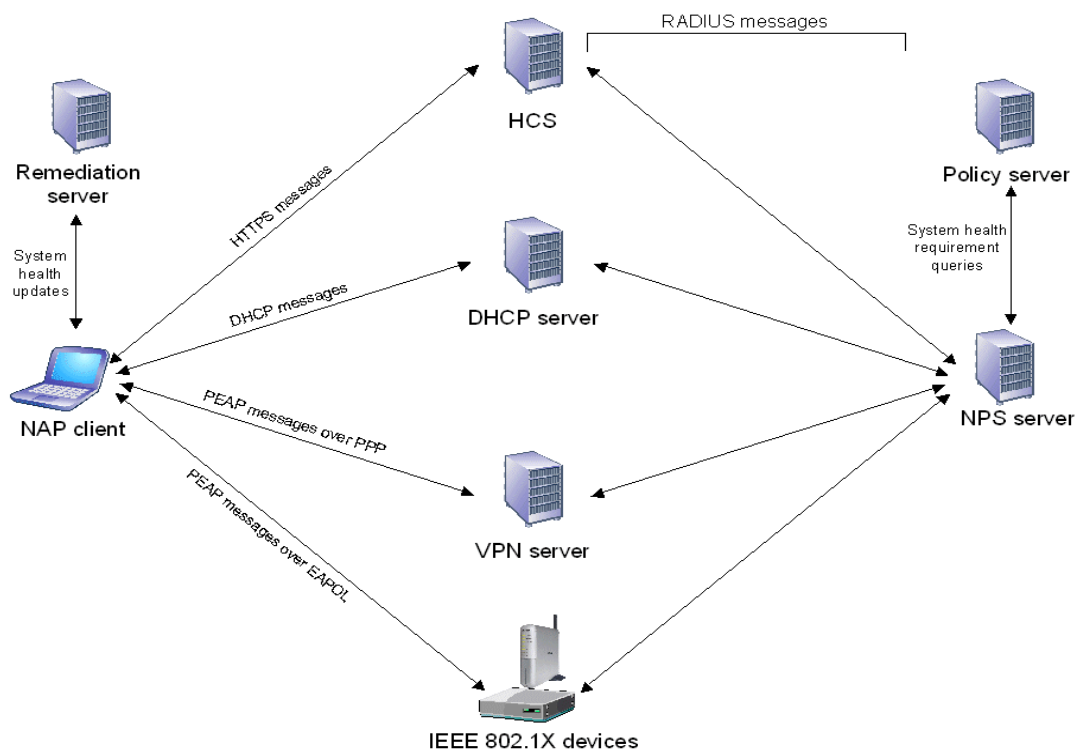 RADIUS messages
HCS
Remediation
server
Policy server
HTTPS messages
System
health
updates
System health
requirement
queries
DHCP messages
DHCP server
NAP client
NPS server
PEAP messages over PPP
PEAP messages over EAPOL
VPN server
IEEE 802.1X devices